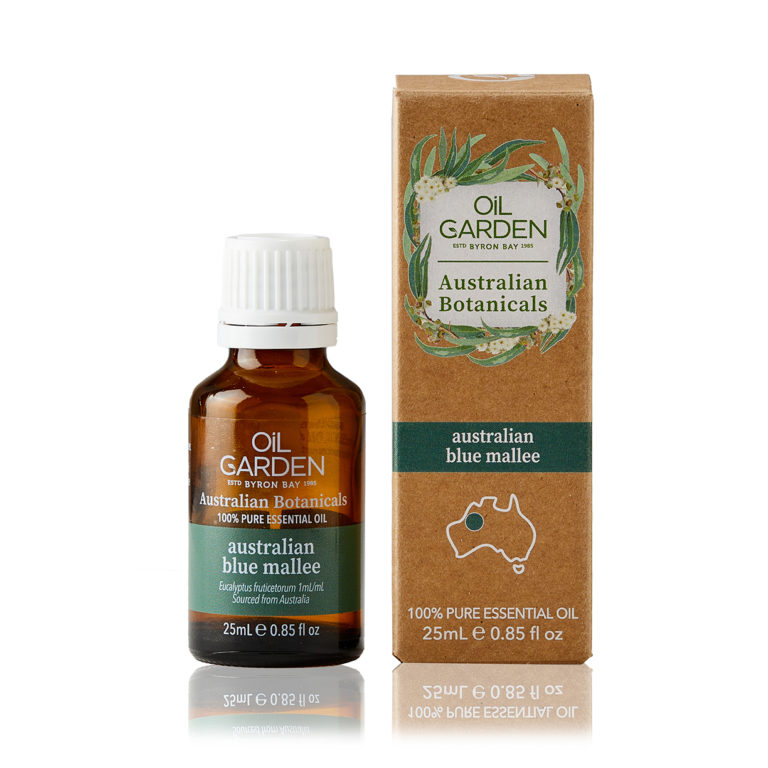 OiL
GARDEN
ESTD BYRON BAY 1985
Australian Botanicals
100% PURE ESSENTIAL OIL
australian
blue mallee
Eucalyptus fruticetorum 1mL/mL
Sourced from Australia
25mL e 0.85 fl oz
OiL
GARDEN
ESTD BYRON BAY 1985
Australian
Botanicals
australian
blue mallee
100% PURE ESSENTIAL OIL
25mL e 0.85 fl oz